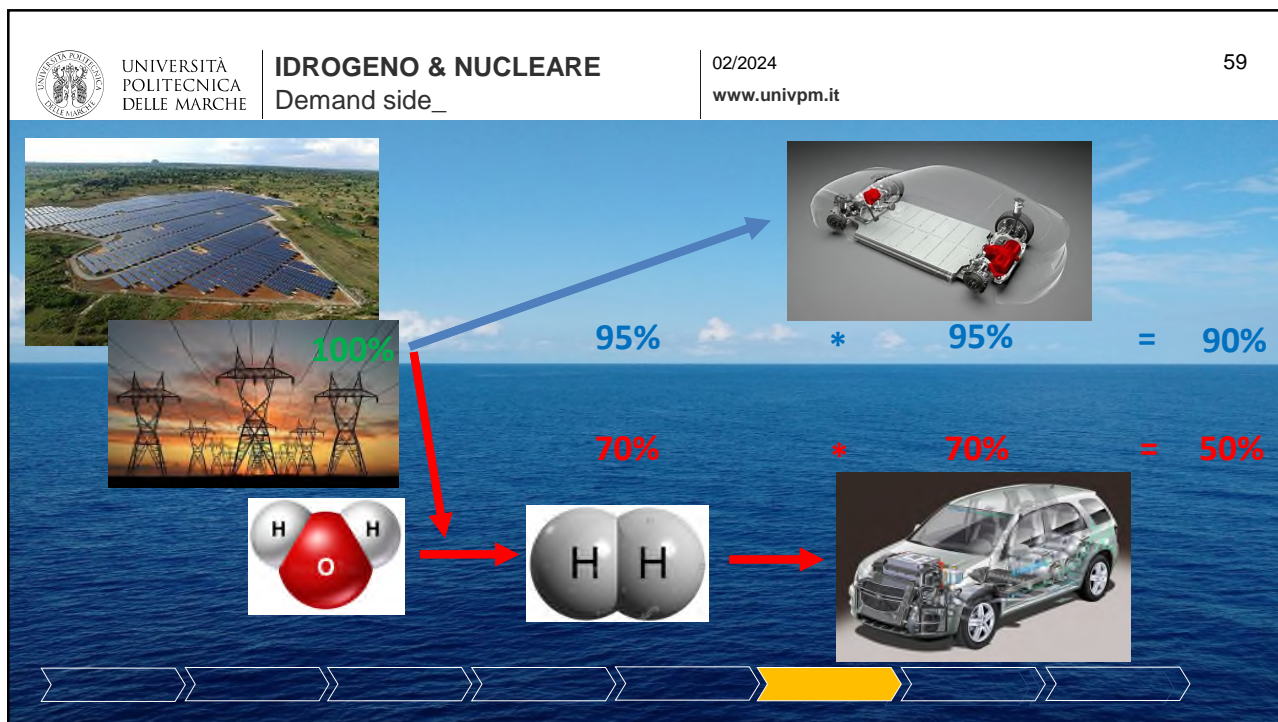 UNIVERSITÀ
POLITECNICA
DELLE MARCHE
IDROGENO & NUCLEARE
Demand side_
02/2024
www.univpm.it
59
100%
95% * 95% = 90%
70% * 70% = 50%
H H
O
H H